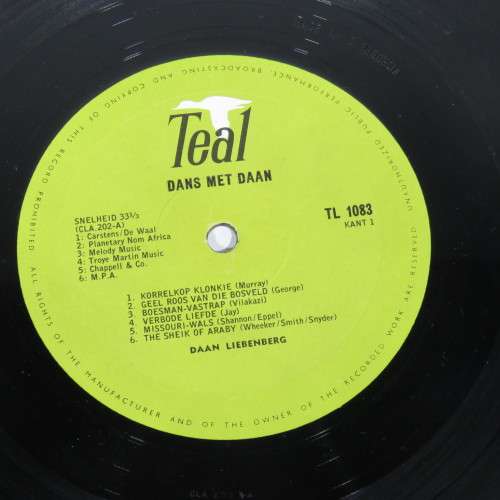 UNAUTHORIZED PUBLIC PERFORMANCE, BROADCASTING AND COPYING OF THIS RECORD PROHIBITED
ALL RIGHTS OF THE MANUFACTURER AND OF THE OWNER OF THE RECORDED WORK ARE RESERVED
Teal
DANS MET DAAN
SNELHEID 33⅓
(CLA.202-A)
1: Carstens/De Waal
2: Planetary Nom Africa
3: Melody Music
4: Troye Martin Music
5: Chappell & Co.
6: M.P.A.
TL 1083
KANT 1
1. KORRELKOP KLONKIE (Murray)
2. GEEL ROOS VAN DIE BOSVELD (George)
3. BOESMAN-VASTRAP (Vilakazi)
4. VERBODE LIEFDE (Jay)
5. MISSOURI-WALS (Shannon/Eppel)
6. THE SHEIK OF ARABY (Wheeker/Smith/Snyder)
DAAN LIEBENBERG